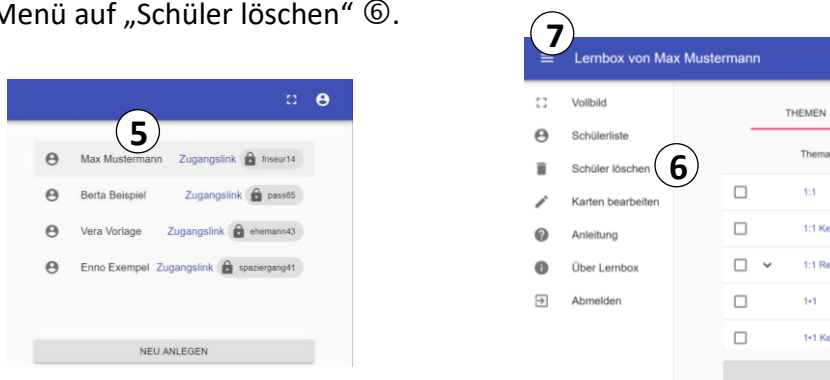 Menü auf „Schüler löschen“ ⑥.
5
Max Mustermann Zugangslink friseur14
Berta Beispiel Zugangslink pass65
Vera Vorlage Zugangslink ehemann43
Enno Exempel Zugangslink spaziergang41
NEU ANLEGEN
7
Lernbox von Max Mustermann
Vollbild
Schülerliste
Schüler löschen 6
Karten bearbeiten
Anleitung
Über Lernbox
Abmelden
THEMEN
Thema
1:1
1:1 Ke
1:1 Re
1•1
1•1 Ke